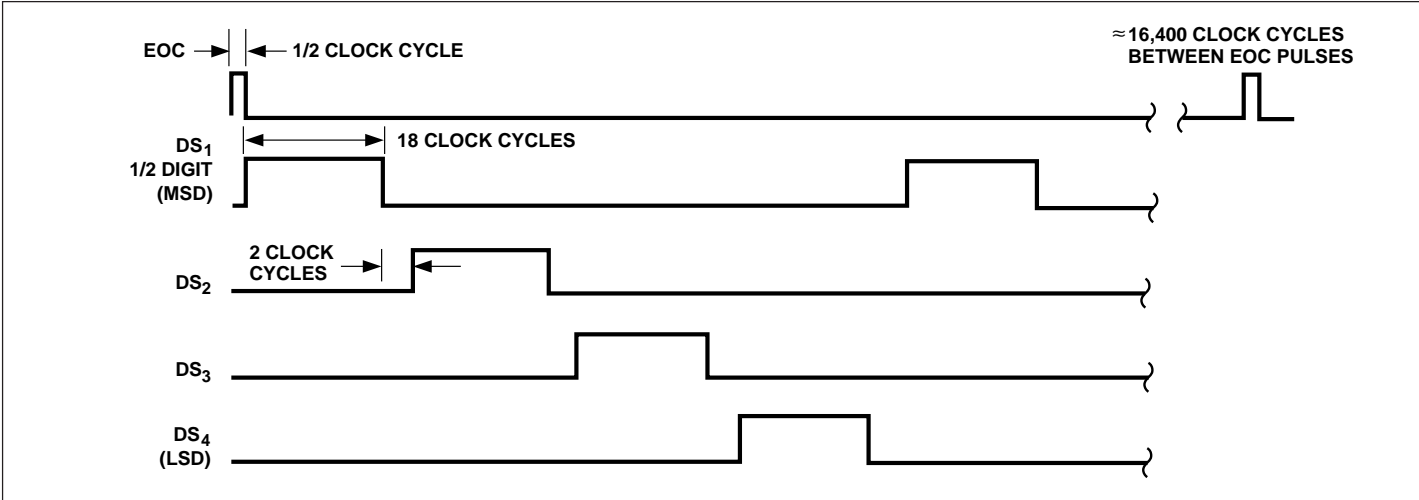 EOC
1/2 CLOCK CYCLE
≈16,400 CLOCK CYCLES
BETWEEN EOC PULSES
DS1
1/2 DIGIT
(MSD)
18 CLOCK CYCLES
2 CLOCK
CYCLES
DS2
DS3
DS4
(LSD)